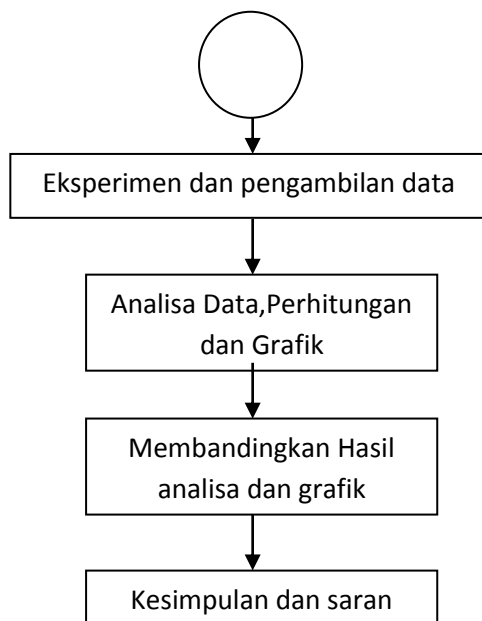 Eksperimen dan pengambilan data
Analisa Data,Perhitungan
dan Grafik
Membandingkan Hasil
analisa dan grafik
Kesimpulan dan saran